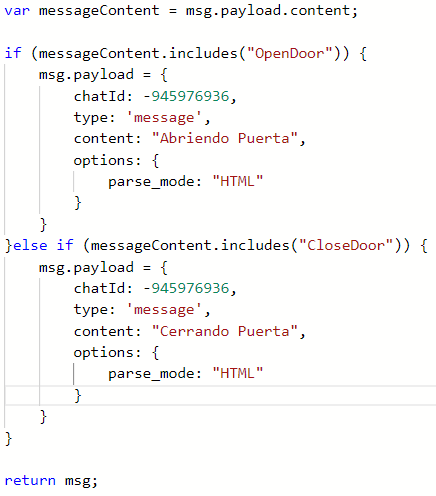 var messageContent = msg.payload.content;

if (messageContent.includes("OpenDoor")) {
    msg.payload = {
        chatId: -945976936,
        type: 'message',
        content: "Abriendo Puerta",
        options: {
            parse_mode: "HTML"
        }
    }
}else if (messageContent.includes("CloseDoor")) {
    msg.payload = {
        chatId: -945976936,
        type: 'message',
        content: "Cerrando Puerta",
        options: {
            parse_mode: "HTML"
        }
    }
}

return msg;